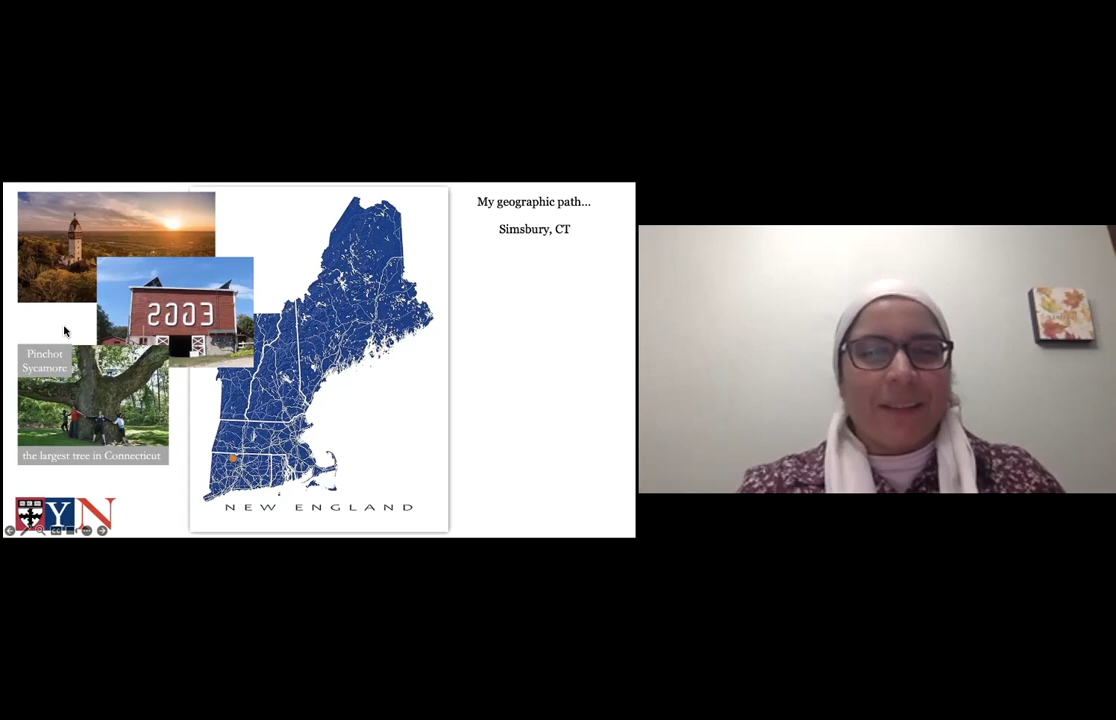 My geographic path...
Simsbury, CT
2003
Pinchot
Sycamore
the largest tree in Connecticut
NEW ENGLAND
Y N